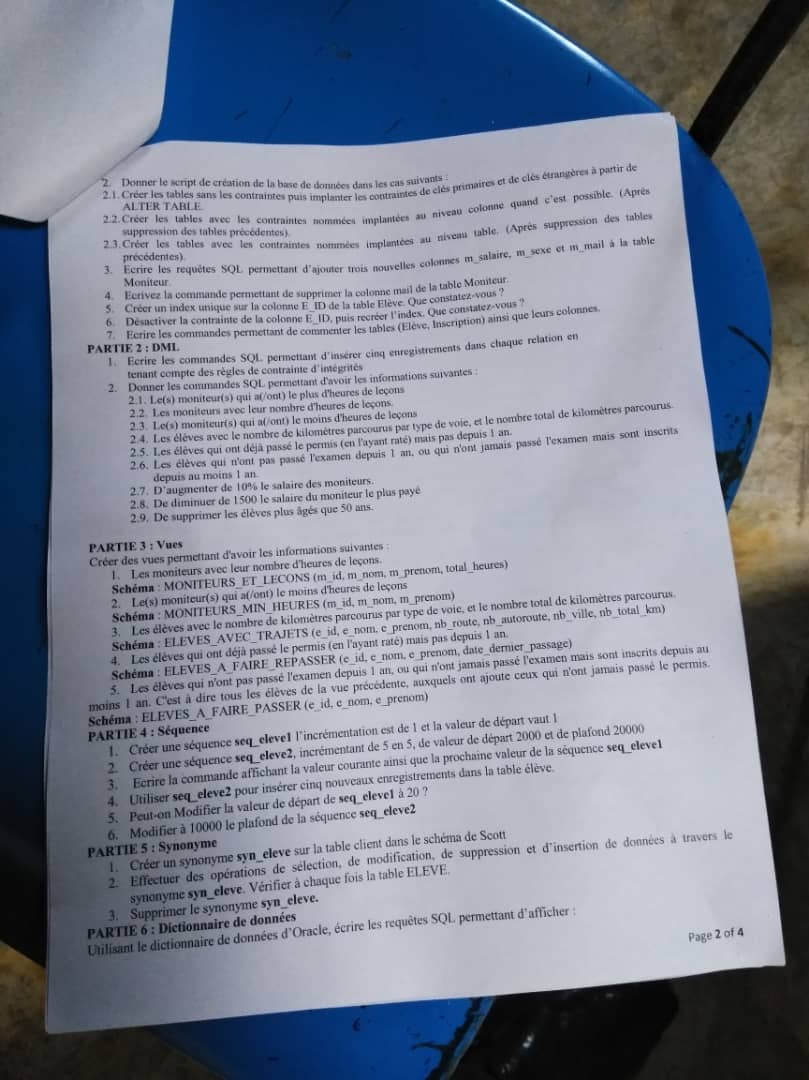 2. Donner le script de création de la base de données dans les cas suivants :
2.1. Créer les tables sans les contraintes puis implanter les contraintes de clés primaires et de clés étrangères à partir de
ALTER TABLE.
2.2. Créer les tables avec les contraintes nommées implantées au niveau colonne quand c'est possible. (Après
suppression des tables précédentes).
2.3. Créer les tables avec les contraintes nommées implantées au niveau table. (Après suppression des tables
précédentes).
3. Ecrire les requêtes SQL permettant d'ajouter trois nouvelles colonnes m_salaire, m_sexe et m_mail à la table
Moniteur.
4. Ecrivez la commande permettant de supprimer la colonne mail de la table Moniteur.
5. Créer un index unique sur la colonne E_ID de la table Elève. Que constatez-vous ?
6. Désactiver la contrainte de la colonne E_ID, puis recréer l'index. Que constatez-vous ?
7. Ecrire les commandes permettant de commenter les tables (Elève, Inscription) ainsi que leurs colonnes.
PARTIE 2 : DML
1. Ecrire les commandes SQL permettant d'insérer cinq enregistrements dans chaque relation en
tenant compte des règles de contrainte d'intégrités
2. Donner les commandes SQL permettant d'avoir les informations suivantes :
2.1. Le(s) moniteur(s) qui a(/ont) le plus d'heures de leçons
2.2. Les moniteurs avec leur nombre d'heures de leçons.
2.3. Le(s) moniteur(s) qui a(/ont) le moins d'heures de leçons
2.4. Les élèves avec le nombre de kilomètres parcourus par type de voie, et le nombre total de kilomètres parcourus.
2.5. Les élèves qui ont déjà passé le permis (en l'ayant raté) mais pas depuis 1 an.
2.6. Les élèves qui n'ont pas passé l'examen depuis 1 an, ou qui n'ont jamais passé l'examen mais sont inscrits
depuis au moins 1 an.
2.7. D'augmenter de 10% le salaire des moniteurs.
2.8. De diminuer de 1500 le salaire du moniteur le plus payé
2.9. De supprimer les élèves plus âgés que 50 ans.
PARTIE 3 : Vues
Créer des vues permettant d'avoir les informations suivantes :
1. Les moniteurs avec leur nombre d'heures de leçons.
Schéma : MONITEURS_ET_LECONS (m_id, m_nom, m_prenom, total_heures)
2. Le(s) moniteur(s) qui a(/ont) le moins d'heures de leçons
Schéma : MONITEURS_MIN_HEURES (m_id, m_nom, m_prenom)
3. Les élèves avec le nombre de kilomètres parcourus par type de voie, et le nombre total de kilomètres parcourus.
Schéma : ELEVES_AVEC_TRAJETS (e_id, e_nom, e_prenom, nb_route, nb_autoroute, nb_ville, nb_total_km)
4. Les élèves qui ont déjà passé le permis (en l'ayant raté) mais pas depuis 1 an.
Schéma : ELEVES_A_FAIRE_REPASSER (e_id, e_nom, e_prenom, date_dernier_passage)
5. Les élèves qui n'ont pas passé l'examen depuis 1 an, ou qui n'ont jamais passé l'examen mais sont inscrits depuis au
moins 1 an. C'est à dire tous les élèves de la vue précédente, auxquels ont ajoute ceux qui n'ont jamais passé le permis.
Schéma : ELEVES_A_FAIRE_PASSER (e_id, e_nom, e_prenom)
PARTIE 4 : Séquence
1. Créer une séquence seq_eleve1 l'incrémentation est de 1 et la valeur de départ vaut 1
2. Créer une séquence seq_eleve2, incrémentant de 5 en 5, de valeur de départ 2000 et de plafond 20000
3. Ecrire la commande affichant la valeur courante ainsi que la prochaine valeur de la séquence seq_eleve1
4. Utiliser seq_eleve2 pour insérer cinq nouveaux enregistrements dans la table élève.
5. Peut-on Modifier la valeur de départ de seq_eleve1 à 20 ?
6. Modifier à 10000 le plafond de la séquence seq_eleve2
PARTIE 5 : Synonyme
1. Créer un synonyme syn_eleve sur la table client dans le schéma de Scott
2. Effectuer des opérations de sélection, de modification, de suppression et d'insertion de données à travers le
synonyme syn_eleve. Vérifier à chaque fois la table ELEVE.
3. Supprimer le synonyme syn_eleve.
PARTIE 6 : Dictionnaire de données
Utilisant le dictionnaire de données d'Oracle, écrire les requêtes SQL permettant d'afficher :
Page 2 of 4